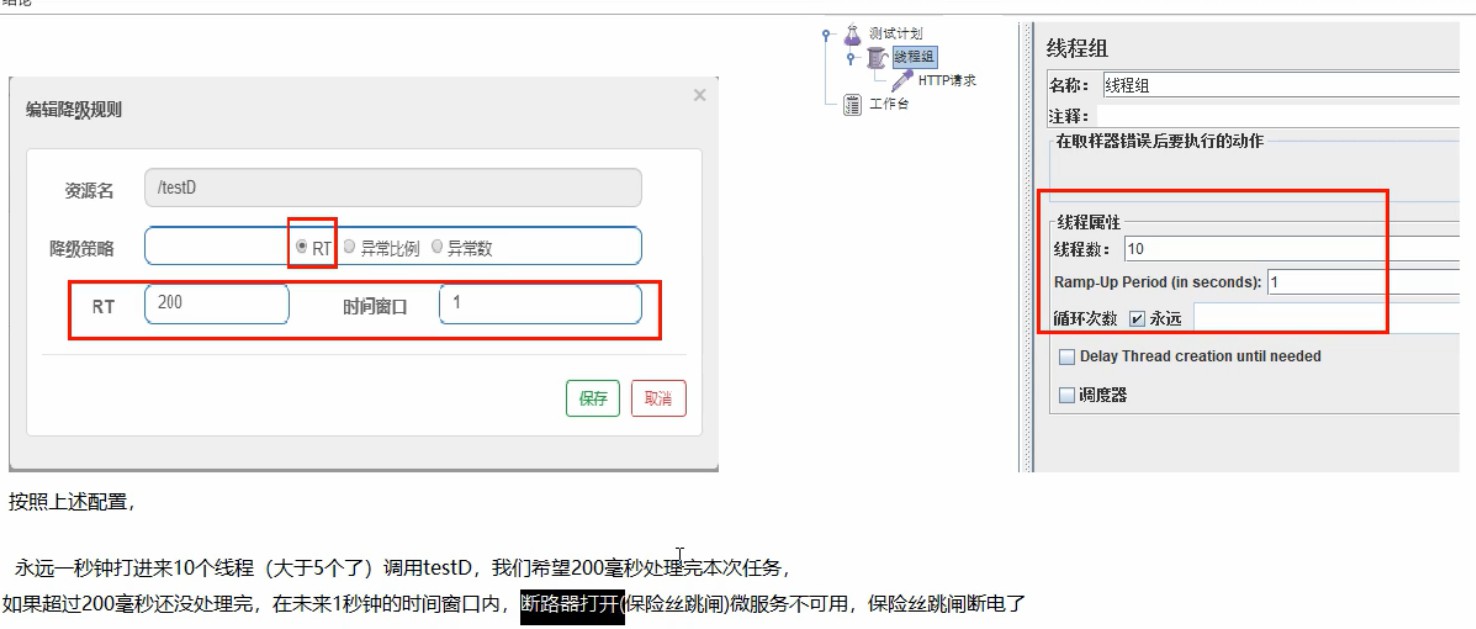 结论
编辑降级规则
×
资源名
/testD
降级策略
RT
异常比例
异常数
RT
200
时间窗口
1
保存
取消
测试计划
线程组
HTTP请求
工作台
线程组
名称：
线程组
注释：
在取样器错误后要执行的动作
线程属性
线程数：
10
Ramp-Up Period (in seconds):
1
循环次数
永远
Delay Thread creation until needed
调度器
按照上述配置，
永远一秒钟打进来10个线程（大于5个了）调用testD，我们希望200毫秒处理完本次任务，
如果超过200毫秒还没处理完，在未来1秒钟的时间窗口内，断路器打开(保险丝跳闸)微服务不可用，保险丝跳闸断电了